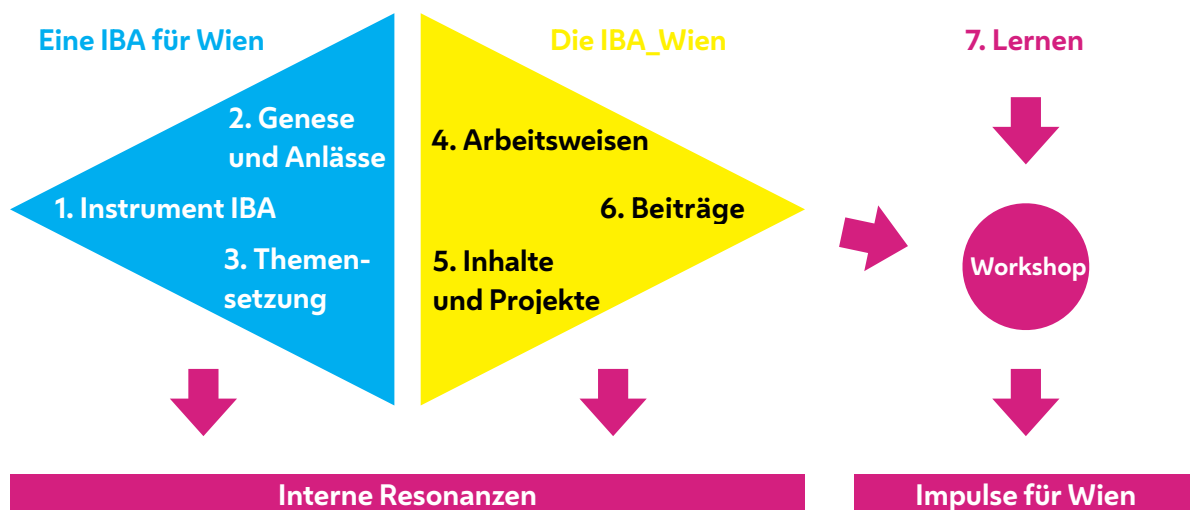 Eine IBA für Wien
Die IBA_Wien
7. Lernen
2. Genese
und Anlässe
1. Instrument IBA
3. Themen-
setzung
4. Arbeitsweisen
6. Beiträge
5. Inhalte
und Projekte
Workshop
Interne Resonanzen
Impulse für Wien